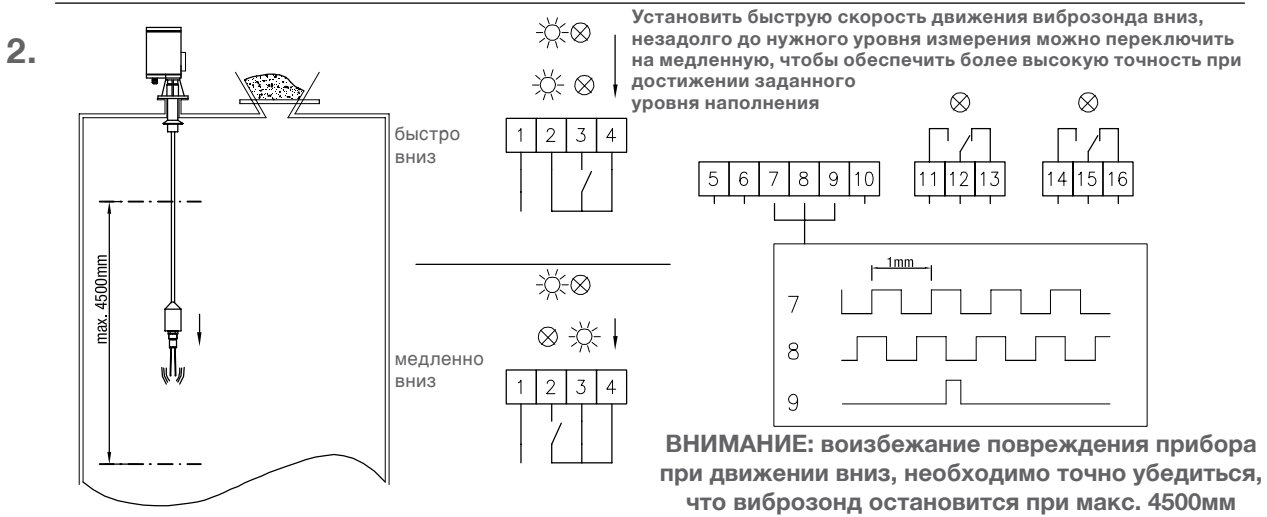 2.
Установить быструю скорость движения виброзонда вниз,
незадолго до нужного уровня измерения можно переключить
на медленную, чтобы обеспечить более высокую точность при
достижении заданного
уровня наполнения
быстро
вниз
1 2 3 4
5 6 7 8 9 10
11 12 13
14 15 16
max. 4500mm
1mm
7
8
9
медленно
вниз
1 2 3 4
ВНИМАНИЕ: воизбежание повреждения прибора
при движении вниз, необходимо точно убедиться,
что виброзонд остановится при макс. 4500мм